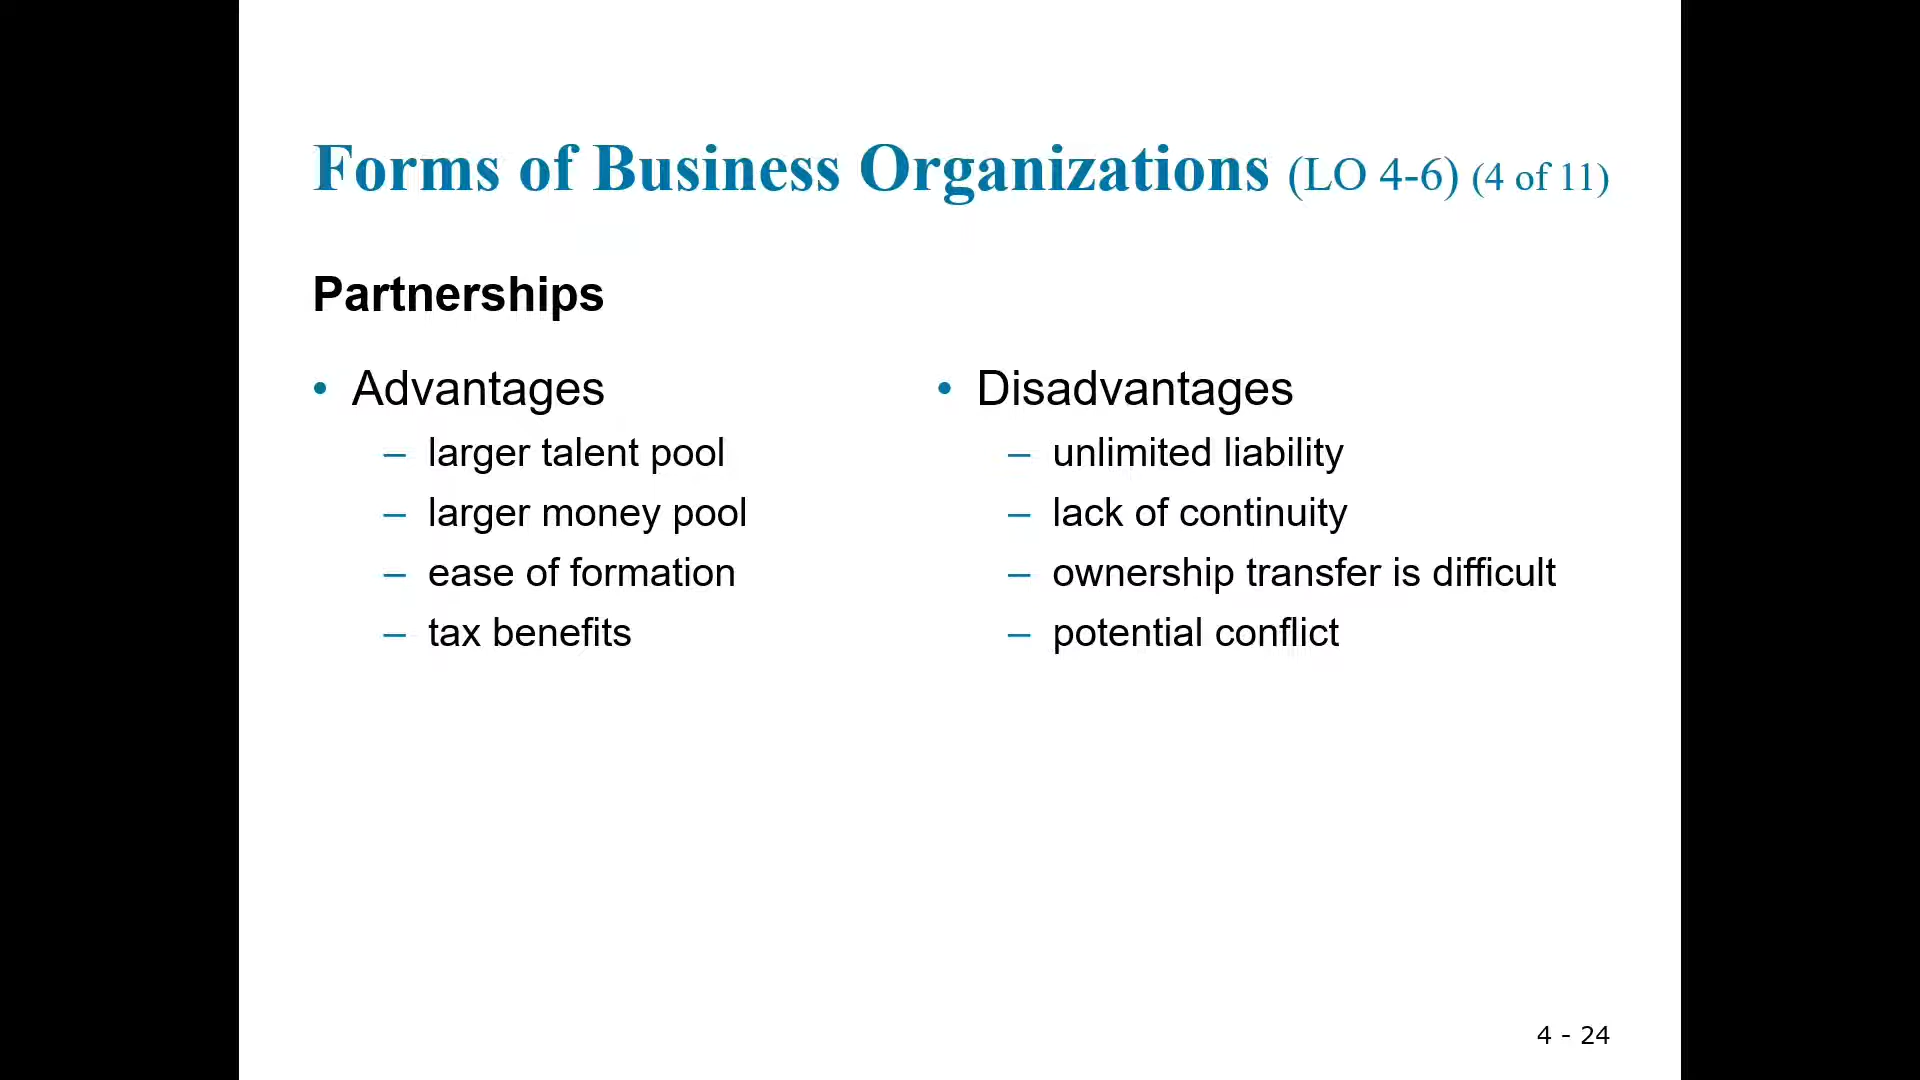 Forms of Business Organizations (LO 4-6) (4 of 11)
Partnerships
• Advantages
– larger talent pool
– larger money pool
– ease of formation
– tax benefits
• Disadvantages
– unlimited liability
– lack of continuity
– ownership transfer is difficult
– potential conflict
4 - 24